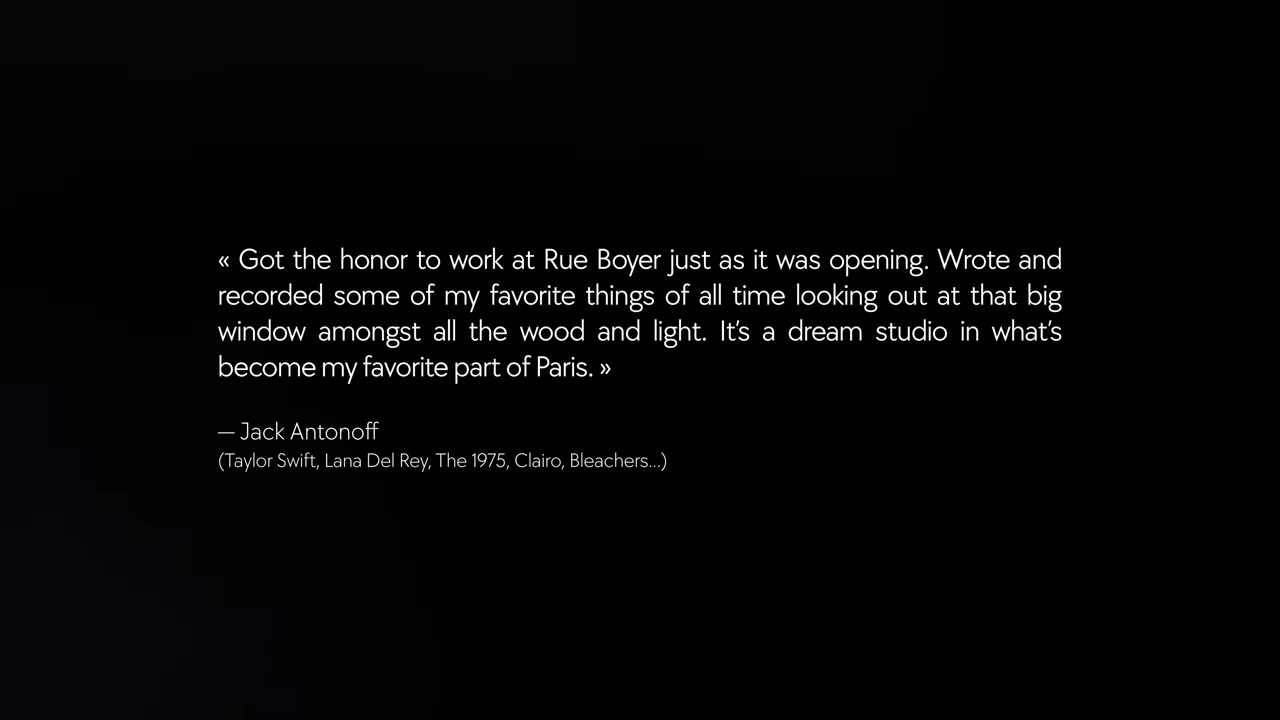 « Got the honor to work at Rue Boyer just as it was opening. Wrote and
recorded some of my favorite things of all time looking out at that big
window amongst all the wood and light. It's a dream studio in what's
become my favorite part of Paris. »
— Jack Antonoff
(Taylor Swift, Lana Del Rey, The 1975, Clairo, Bleachers...)